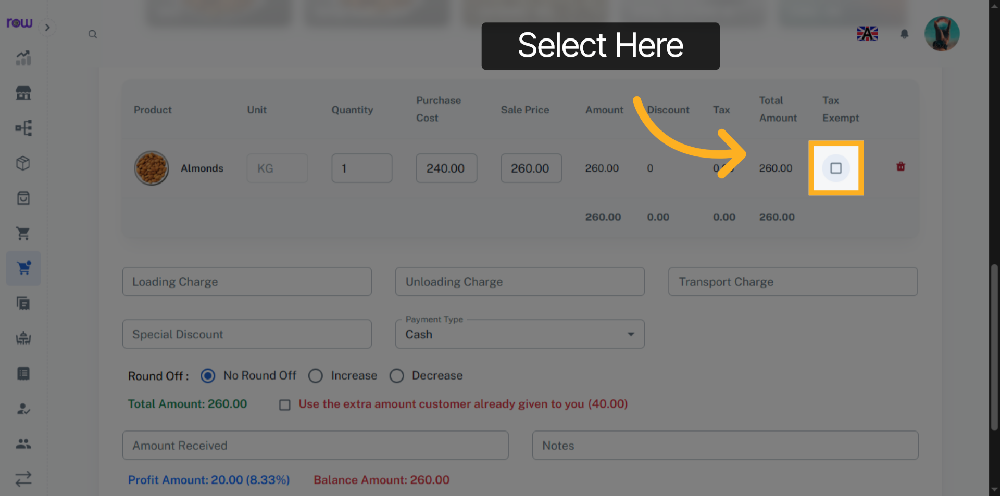 row
Select Here
Product Unit Quantity Purchase Cost Sale Price Amount Discount Tax Total Amount Tax Exempt
Almonds KG 1 240.00 260.00 260.00 0 260.00
260.00 0.00 0.00 260.00
Loading Charge Unloading Charge Transport Charge
Payment Type
Special Discount Cash
Round Off : No Round Off Increase Decrease
Total Amount: 260.00 Use the extra amount customer already given to you (40.00)
Amount Received Notes
Profit Amount: 20.00 (8.33%) Balance Amount: 260.00